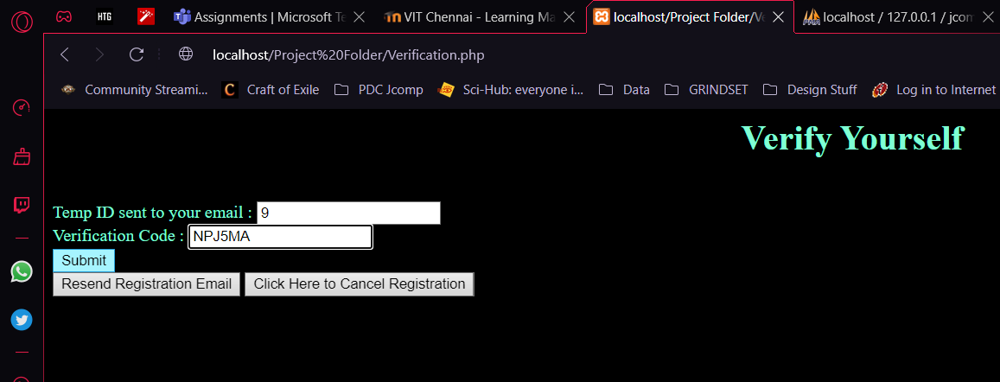 HTG Assignments | Microsoft Te VIT Chennai - Learning Ma localhost/Project Folder/Ve localhost / 127.0.0.1 / jcom
localhost/Project%20Folder/Verification.php
Community Streami... C Craft of Exile PDC Jcomp Sci-Hub: everyone i... Data GRINDSET Design Stuff Log in to Internet
Verify Yourself
Temp ID sent to your email : 9
Verification Code : NPJ5MA
Submit
Resend Registration Email Click Here to Cancel Registration